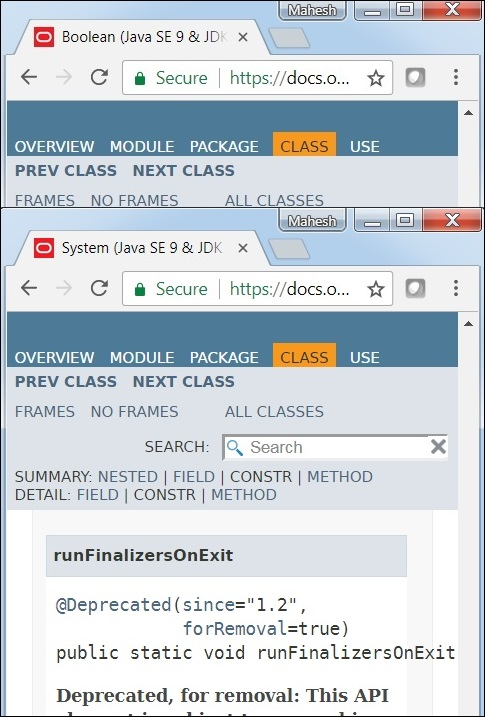 Mahesh
Boolean (Java SE 9 & JDK
Secure https://docs.o...
OVERVIEW MODULE PACKAGE CLASS USE
PREV CLASS NEXT CLASS
FRAMES NO FRAMES ALL CLASSES
Mahesh
System (Java SE 9 & JDK
Secure https://docs.o...
OVERVIEW MODULE PACKAGE CLASS USE
PREV CLASS NEXT CLASS
FRAMES NO FRAMES ALL CLASSES
SEARCH: Search
SUMMARY: NESTED | FIELD | CONSTR | METHOD
DETAIL: FIELD | CONSTR | METHOD
runFinalizersOnExit
@Deprecated(since="1.2",
forRemoval=true)
public static void runFinalizersOnExit
Deprecated, for removal: This API